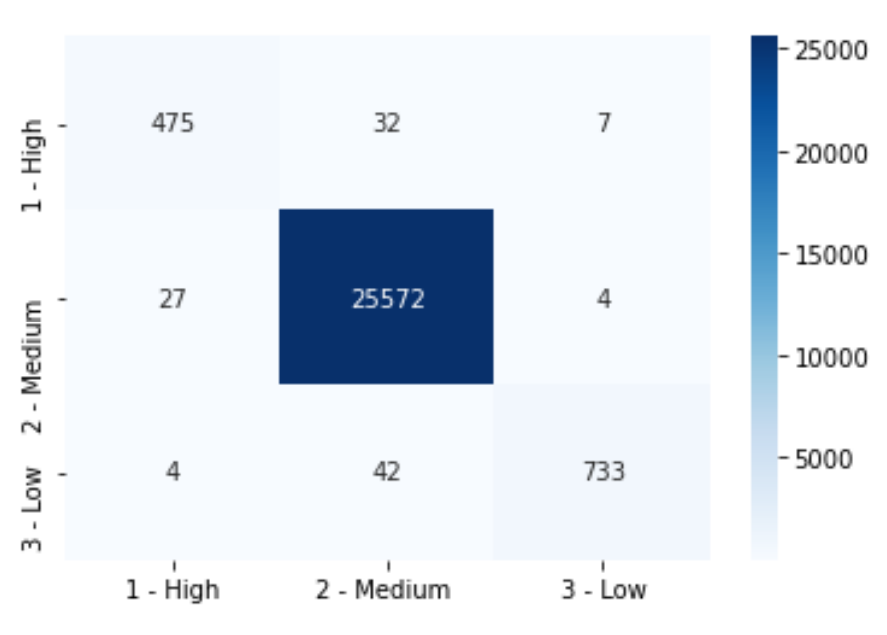 1 - High
475 32 7
2 - Medium
27 25572 4
3 - Low
4 42 733
1 - High 2 - Medium 3 - Low
25000
20000
15000
10000
5000